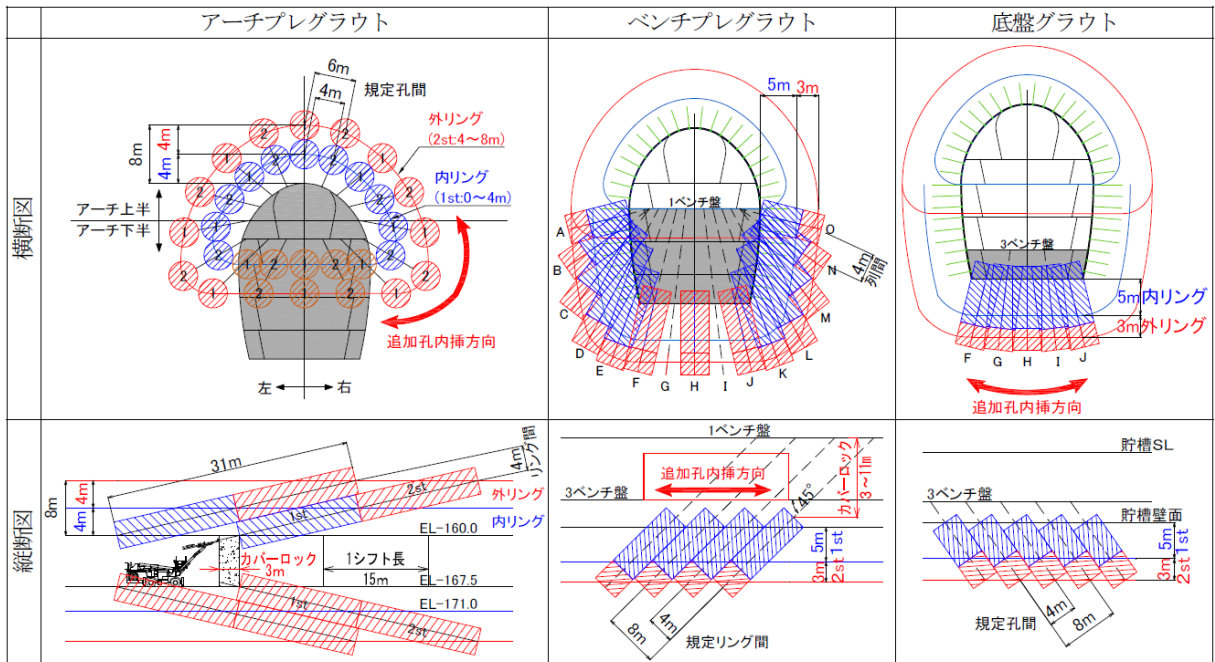 アーチプレグラウト
ベンチプレグラウト
底盤グラウト
横断図
6m
4m
規定孔間
外リング
(2st:4～8m)
8m
4m
4m
内リング
(1st:0～4m)
アーチ上半
アーチ下半
追加孔内挿方向
左
右
5m
3m
1ベンチ盤
A
B
C
D
E
F
G
H
I
J
K
L
M
N
O
4m
列間
3ベンチ盤
5m内リング
3m外リング
F
G
H
I
J
追加孔内挿方向
縦断図
31m
4m
リング間
8m
4m
4m
1st
2st
外リング
内リング
EL-160.0
カバーロック
3m
1シフト長
15m
EL-167.5
EL-171.0
1st
2st
1ベンチ盤
追加孔内挿方向
3ベンチ盤
カバーロック
3～11m
45°
5m
1st
3m
2st
8m
4m
規定リング間
貯槽SL
3ベンチ盤
貯槽壁面
5m
1st
3m
2st
4m
8m
規定孔間